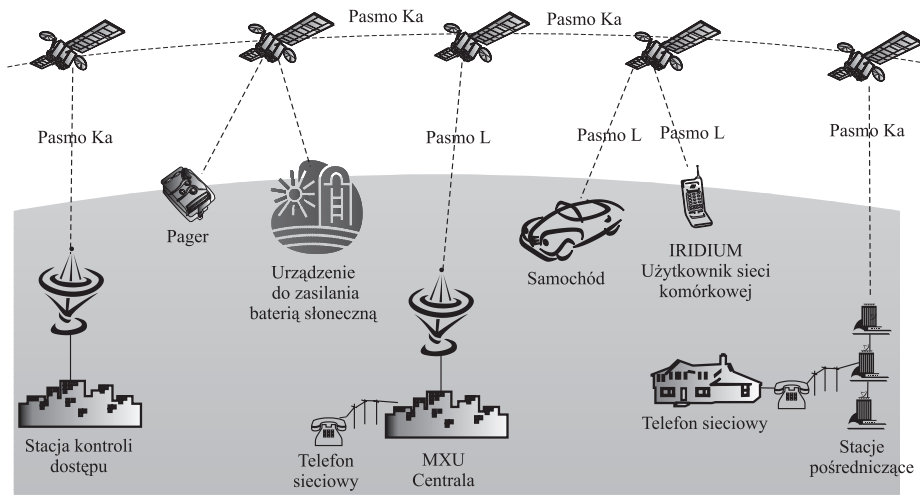 Pasmo Ka
Pasmo Ka
Pasmo Ka
Pasmo L
Pasmo L
Pasmo L
Pasmo Ka
Pager
Urządzenie
do zasilania
baterią słoneczną
Samochód
IRIDIUM
Użytkownik sieci
komórkowej
Stacja kontroli
dostępu
Telefon
sieciowy
MXU
Centrala
Telefon sieciowy
Stacje
pośredniczące